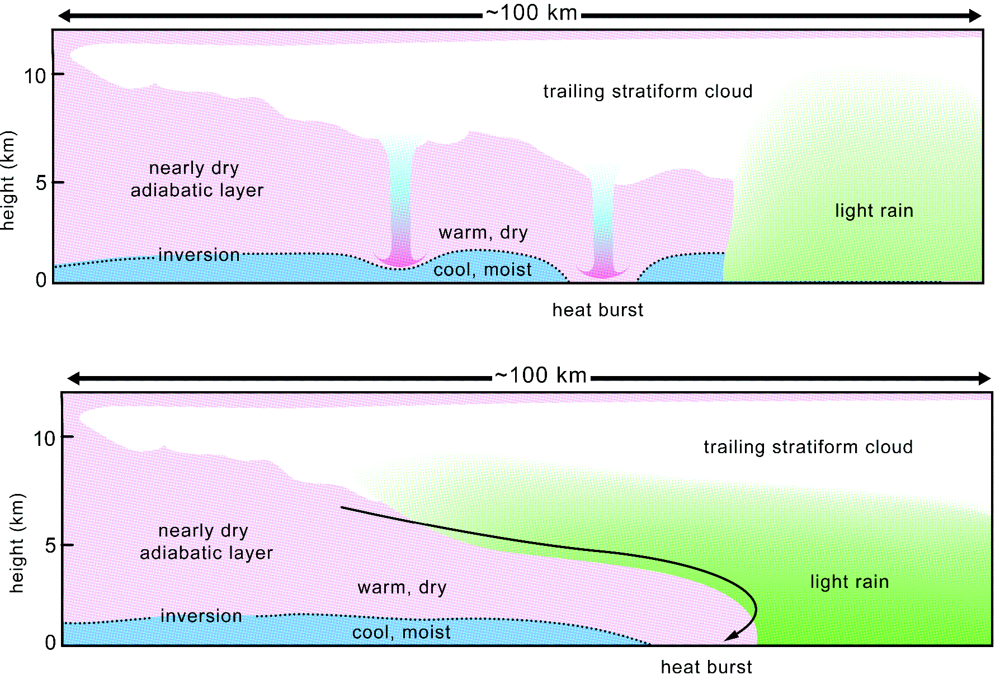 ~100 km
10
trailing stratiform cloud
height (km)
nearly dry
adiabatic layer
5
light rain
warm, dry
inversion
cool, moist
0
heat burst
~100 km
10
trailing stratiform cloud
height (km)
nearly dry
adiabatic layer
5
light rain
warm, dry
inversion
cool, moist
0
heat burst